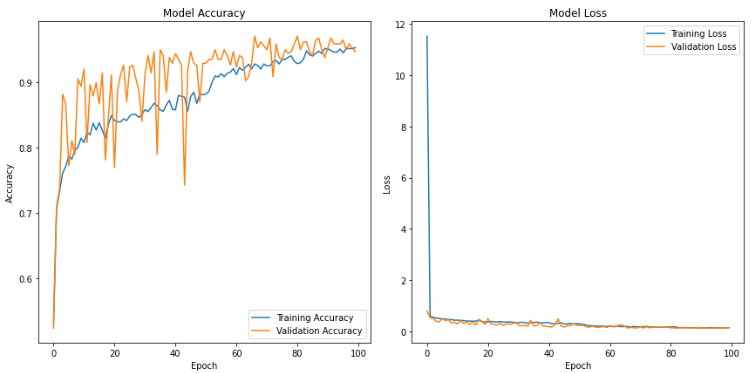 Model Accuracy
0.9
0.8
0.7
0.6
Accuracy
0
20
40
60
80
100
Epoch
Training Accuracy
Validation Accuracy
Model Loss
12
10
8
6
4
2
0
Loss
0
20
40
60
80
100
Epoch
Training Loss
Validation Loss